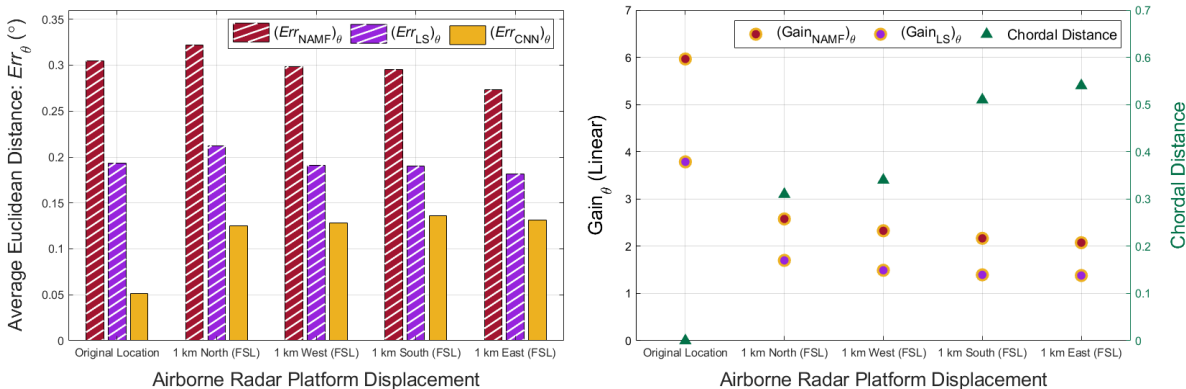 Average Euclidean Distance: Err_θ (°)
0.35
0.3
0.25
0.2
0.15
0.1
0.05
0
(Err_NAMF)_θ (Err_LS)_θ (Err_CNN)_θ
Original Location 1 km North (FSL) 1 km West (FSL) 1 km South (FSL) 1 km East (FSL)
Airborne Radar Platform Displacement
Gain_θ (Linear)
7
6
5
4
3
2
1
0
(Gain_NAMF)_θ (Gain_LS)_θ Chordal Distance
0.7
0.6
0.5
0.4
0.3
0.2
0.1
0
Chordal Distance
Original Location 1 km North (FSL) 1 km West (FSL) 1 km South (FSL) 1 km East (FSL)
Airborne Radar Platform Displacement